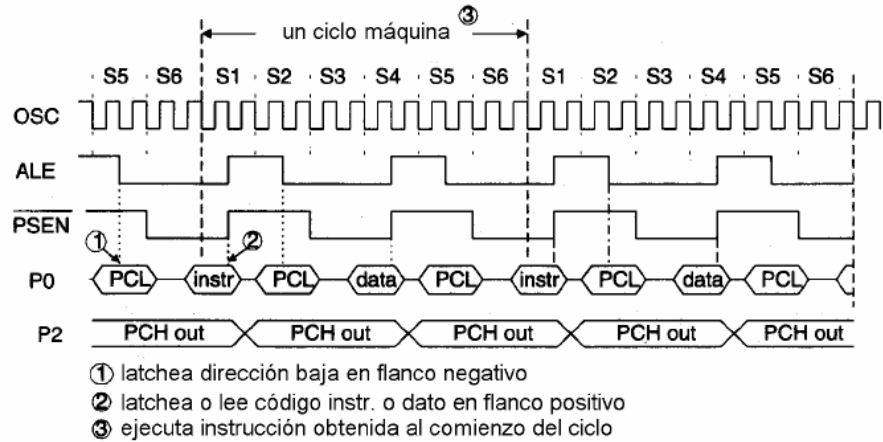 un ciclo máquina ③
S5 S6 S1 S2 S3 S4 S5 S6 S1 S2 S3 S4 S5 S6
OSC
ALE
PSEN
① ②
P0 PCL instr PCL data PCL instr PCL data PCL
P2 PCH out PCH out PCH out PCH out PCH out
① latchea dirección baja en flanco negativo
② latchea o lee código instr. o dato en flanco positivo
③ ejecuta instrucción obtenida al comienzo del ciclo